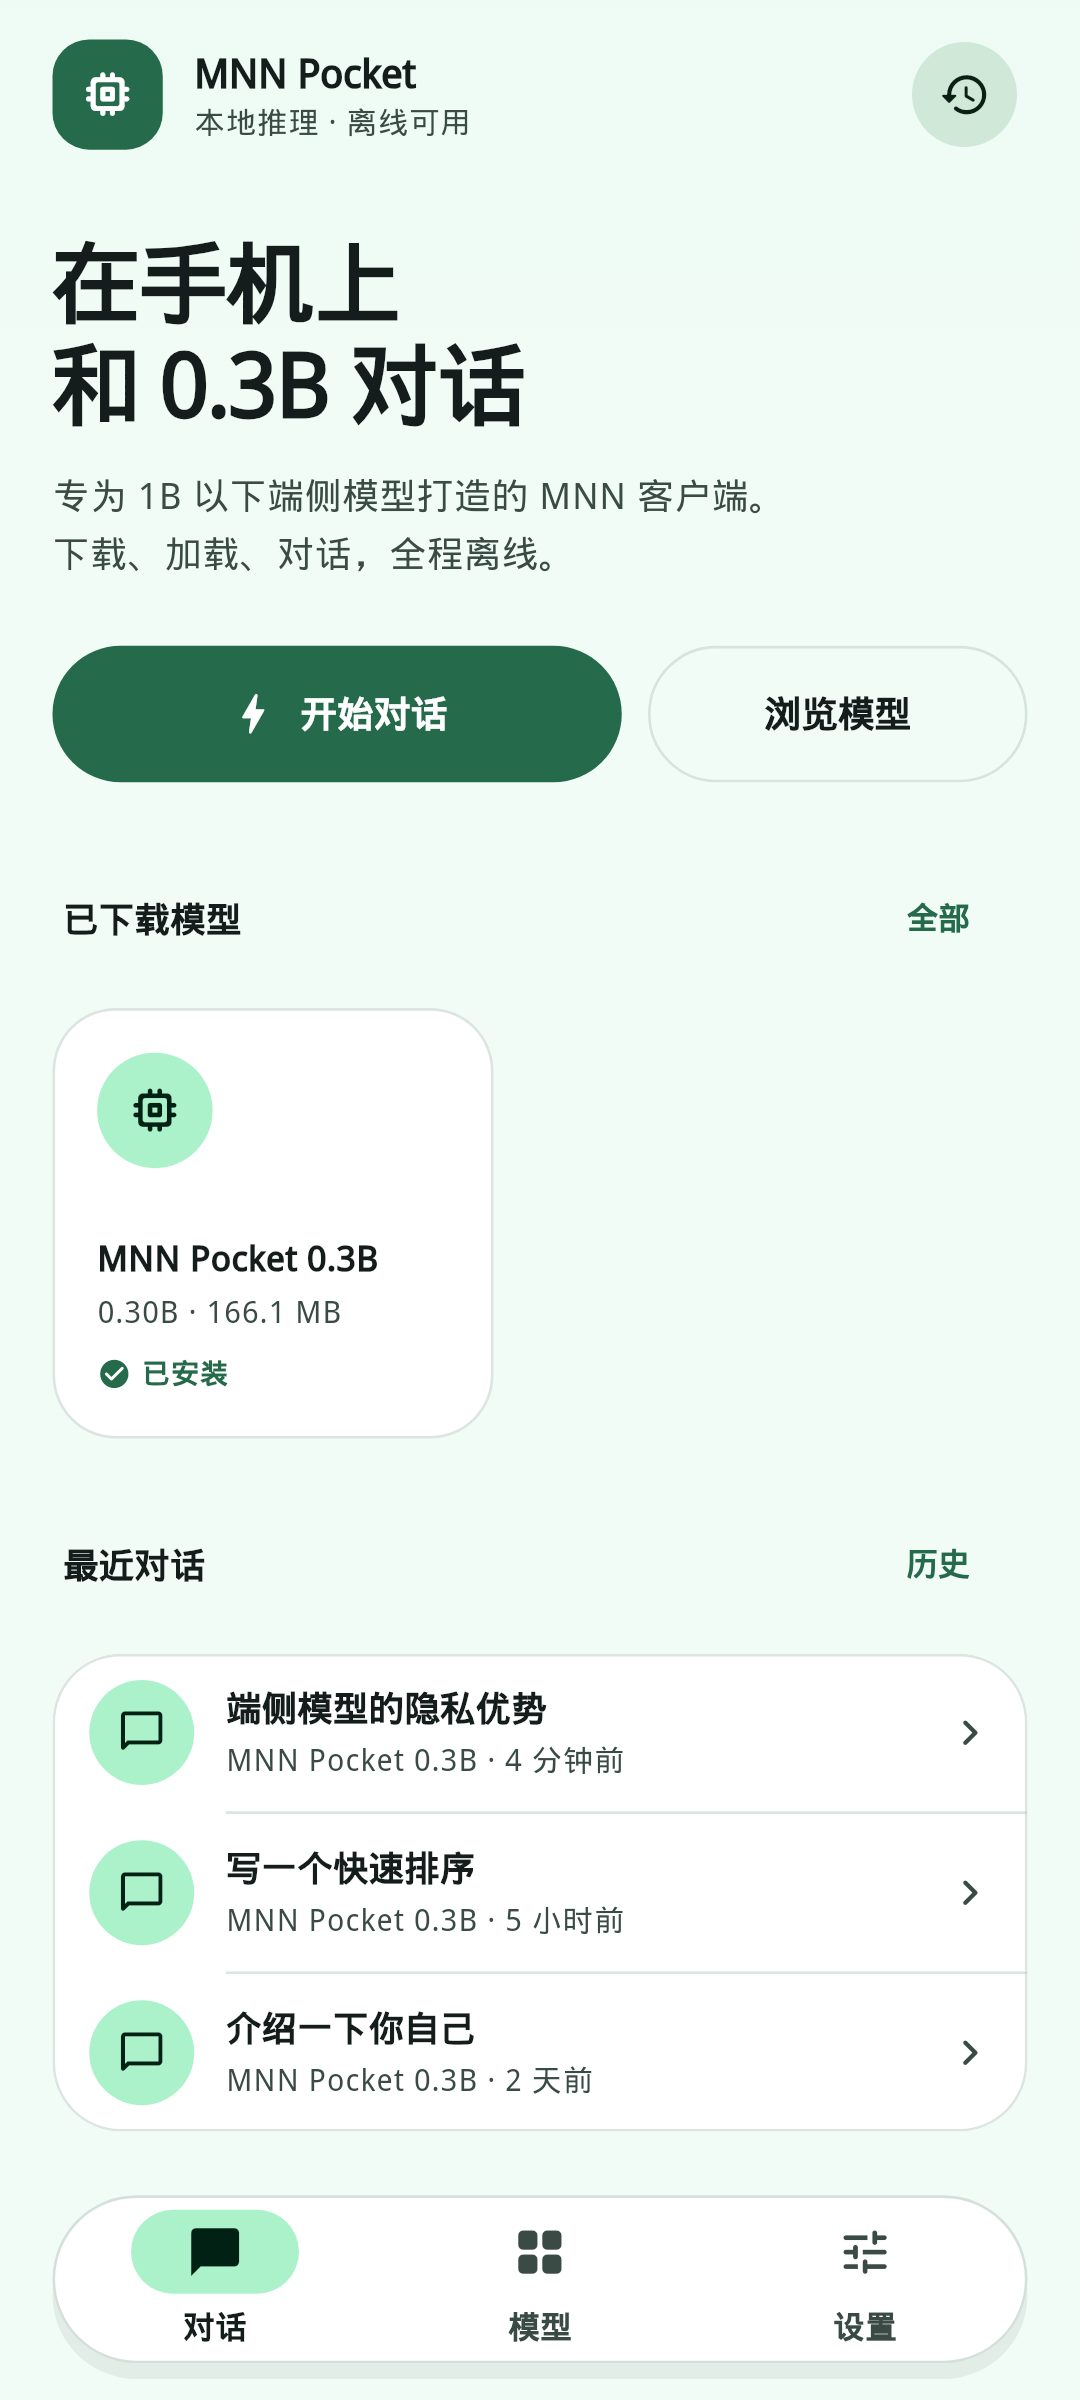 MNN Pocket
本地推理 · 离线可用
在手机上
和 0.3B 对话
专为 1B 以下端侧模型打造的 MNN 客户端。
下载、加载、对话，全程离线。
开始对话
浏览模型
已下载模型
全部
MNN Pocket 0.3B
0.30B · 166.1 MB
已安装
最近对话
历史
端侧模型的隐私优势
MNN Pocket 0.3B · 4 分钟前
写一个快速排序
MNN Pocket 0.3B · 5 小时前
介绍一下你自己
MNN Pocket 0.3B · 2 天前
对话
模型
设置